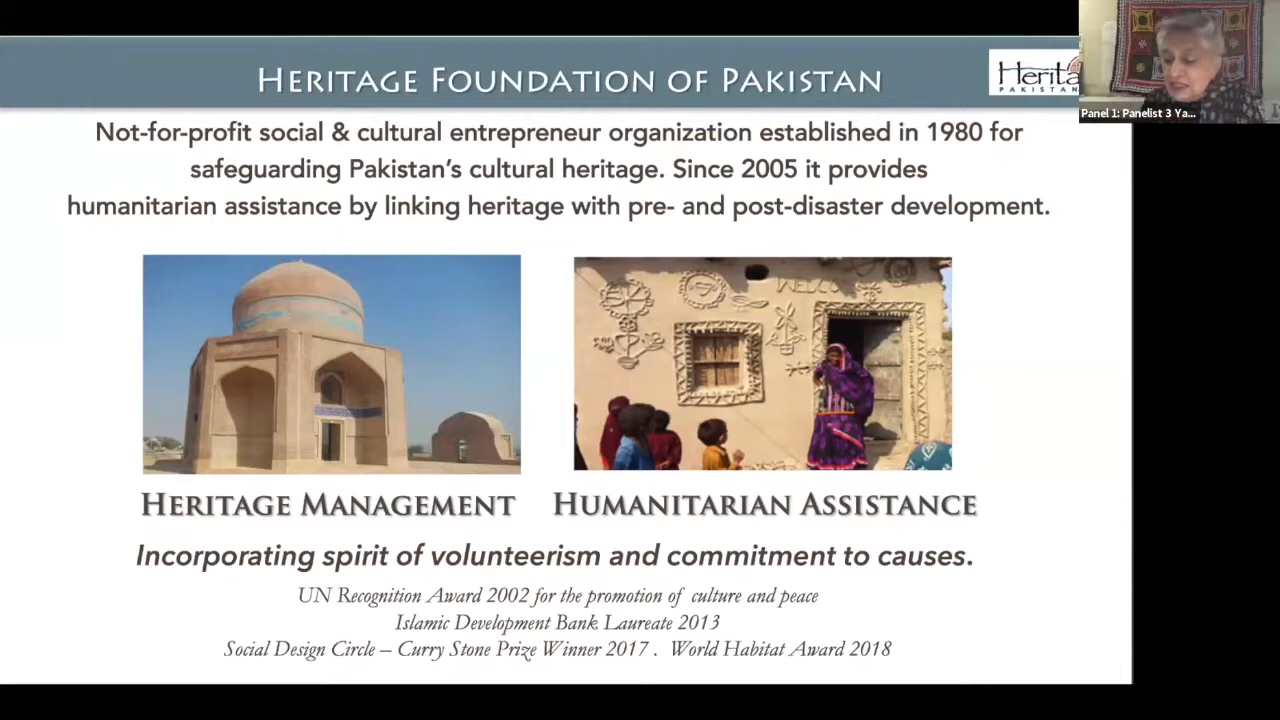 HERITAGE FOUNDATION OF PAKISTAN
Herita
PAKISTAN
Panel 1: Panelist 3 Ya...
Not-for-profit social & cultural entrepreneur organization established in 1980 for
safeguarding Pakistan's cultural heritage. Since 2005 it provides
humanitarian assistance by linking heritage with pre- and post-disaster development.
WELCO
HERITAGE MANAGEMENT
HUMANITARIAN ASSISTANCE
Incorporating spirit of volunteerism and commitment to causes.
UN Recognition Award 2002 for the promotion of culture and peace
Islamic Development Bank Laureate 2013
Social Design Circle – Curry Stone Prize Winner 2017 . World Habitat Award 2018